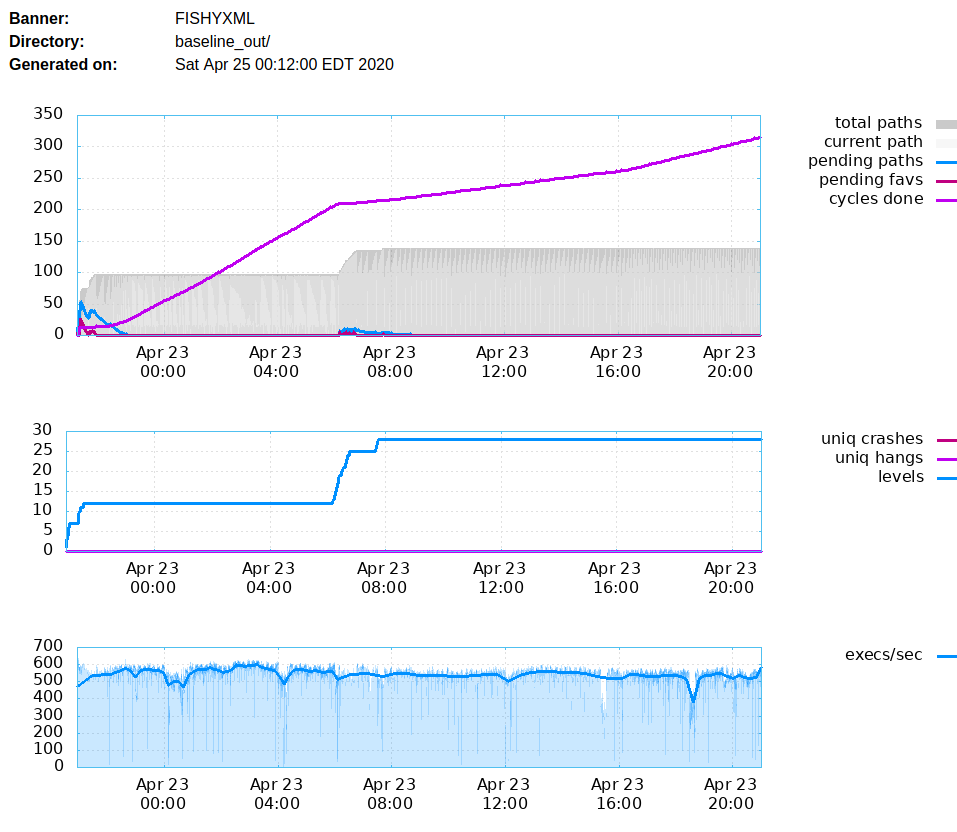 Banner: FISHYXML
Directory: baseline_out/
Generated on: Sat Apr 25 00:12:00 EDT 2020
350
300
250
200
150
100
50
0
Apr 23 Apr 23 Apr 23 Apr 23 Apr 23 Apr 23
00:00 04:00 08:00 12:00 16:00 20:00
total paths
current path
pending paths
pending favs
cycles done
30
25
20
15
10
5
0
Apr 23 Apr 23 Apr 23 Apr 23 Apr 23 Apr 23
00:00 04:00 08:00 12:00 16:00 20:00
uniq crashes
uniq hangs
levels
700
600
500
400
300
200
100
0
Apr 23 Apr 23 Apr 23 Apr 23 Apr 23 Apr 23
00:00 04:00 08:00 12:00 16:00 20:00
execs/sec